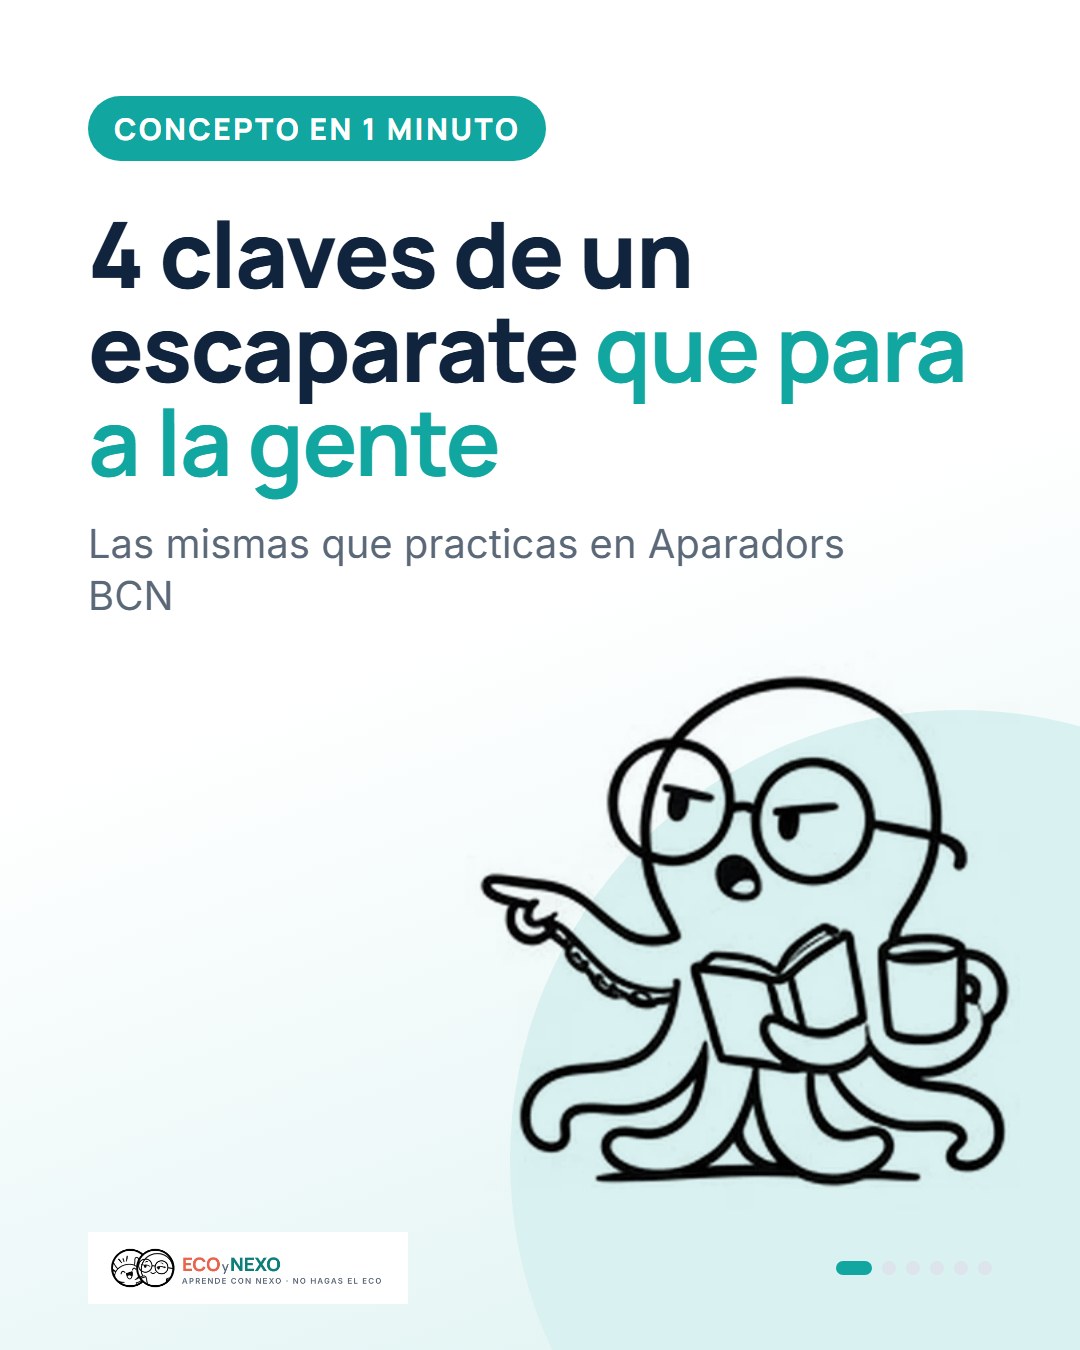 CONCEPTO EN 1 MINUTO
4 claves de un
escaparate que para
a la gente
Las mismas que practicas en Aparadors
BCN
ECOyNEXO
APRENDE CON NEXO · NO HAGAS EL ECO